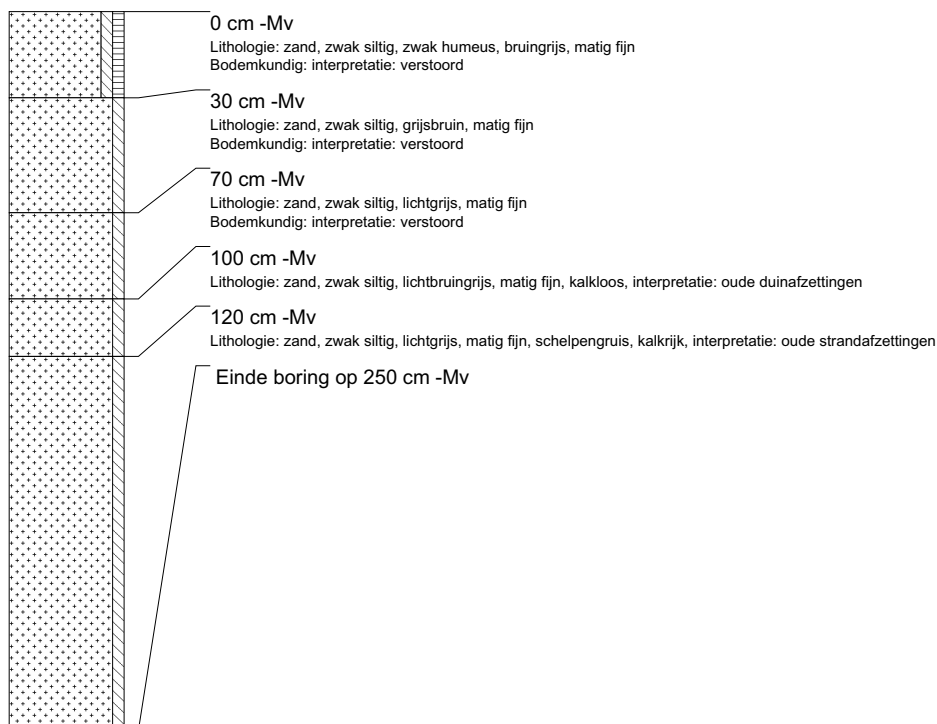 0 cm -Mv
Lithologie: zand, zwak siltig, zwak humeus, bruingrijs, matig fijn
Bodemkundig: interpretatie: verstoord
30 cm -Mv
Lithologie: zand, zwak siltig, grijsbruin, matig fijn
Bodemkundig: interpretatie: verstoord
70 cm -Mv
Lithologie: zand, zwak siltig, lichtgrijs, matig fijn
Bodemkundig: interpretatie: verstoord
100 cm -Mv
Lithologie: zand, zwak siltig, lichtbruingrijs, matig fijn, kalkloos, interpretatie: oude duinafzettingen
120 cm -Mv
Lithologie: zand, zwak siltig, lichtgrijs, matig fijn, schelpengruis, kalkrijk, interpretatie: oude strandafzettingen
Einde boring op 250 cm -Mv